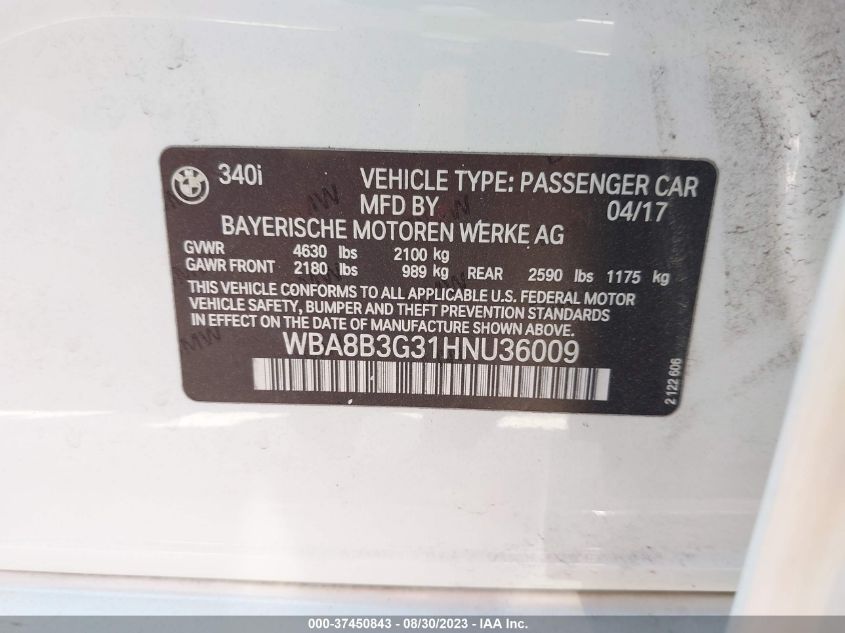 340i VEHICLE TYPE: PASSENGER CAR
MFD BY 04/17
BAYERISCHE MOTOREN WERKE AG
GVWR 4630 lbs 2100 kg
GAWR FRONT 2180 lbs 989 kg REAR 2590 lbs 1175 kg
THIS VEHICLE CONFORMS TO ALL APPLICABLE U.S. FEDERAL MOTOR
VEHICLE SAFETY, BUMPER AND THEFT PREVENTION STANDARDS
IN EFFECT ON THE DATE OF MANUFACTURE SHOWN ABOVE.
WBA8B3G31HNU36009
2 122 606
000-37450843 / 08/30/2023 - IAA Inc.